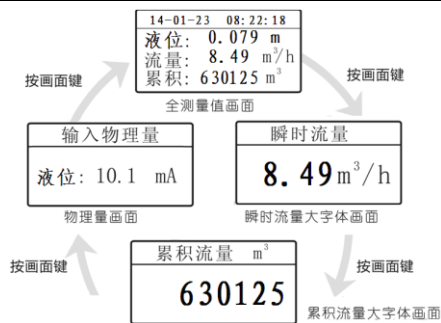 14-01-23 08:22:18
液位: 0.079 m
流量: 8.49 m³/h
累积: 630125 m³
全测量值画面
按画面键
按画面键
输入物理量
液位: 10.1 mA
物理量画面
瞬时流量
8.49m³/h
瞬时流量大字体画面
按画面键
按画面键
累积流量 m³
630125
累积流量大字体画面